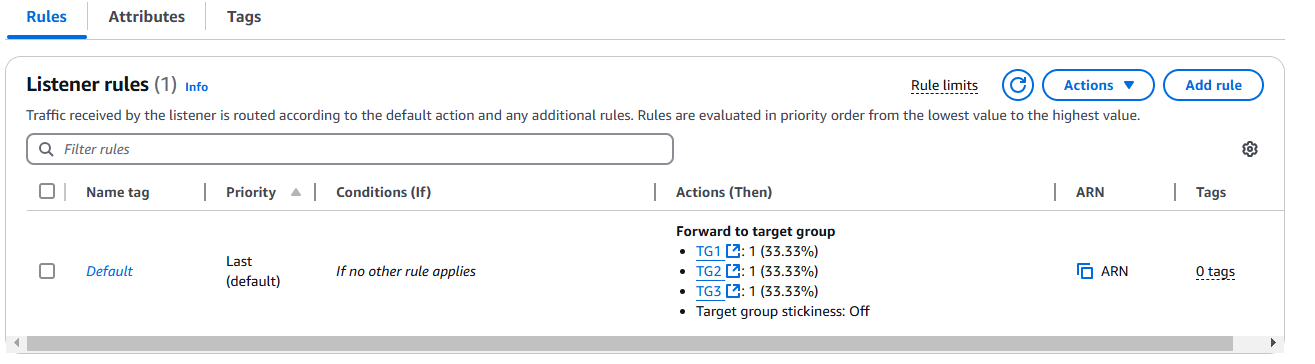 Rules Attributes Tags
Listener rules (1) Info Rule limits Actions Add rule
Traffic received by the listener is routed according to the default action and any additional rules. Rules are evaluated in priority order from the lowest value to the highest value.
Filter rules
Name tag Priority Conditions (If) Actions (Then) ARN Tags
Forward to target group
• TG1: 1 (33.33%)
Last
Default (default) If no other rule applies • TG2: 1 (33.33%) ARN 0 tags
• TG3: 1 (33.33%)
• Target group stickiness: Off